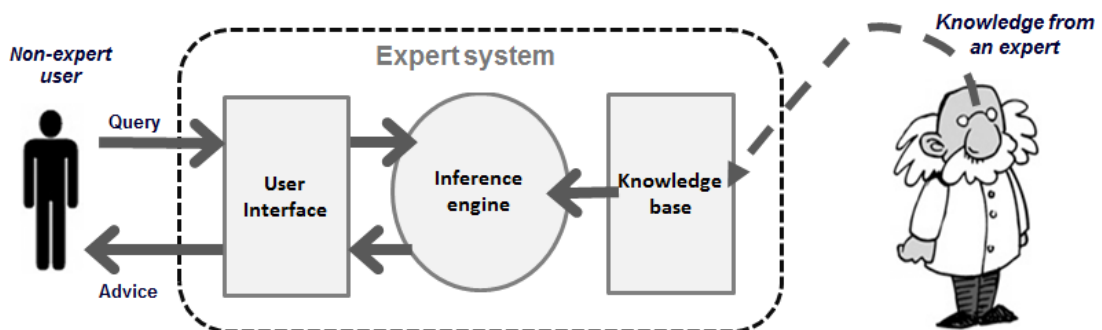 Non-expert
user
Query
Advice
Expert system
User
Interface
Inference
engine
Knowledge
base
Knowledge from
an expert